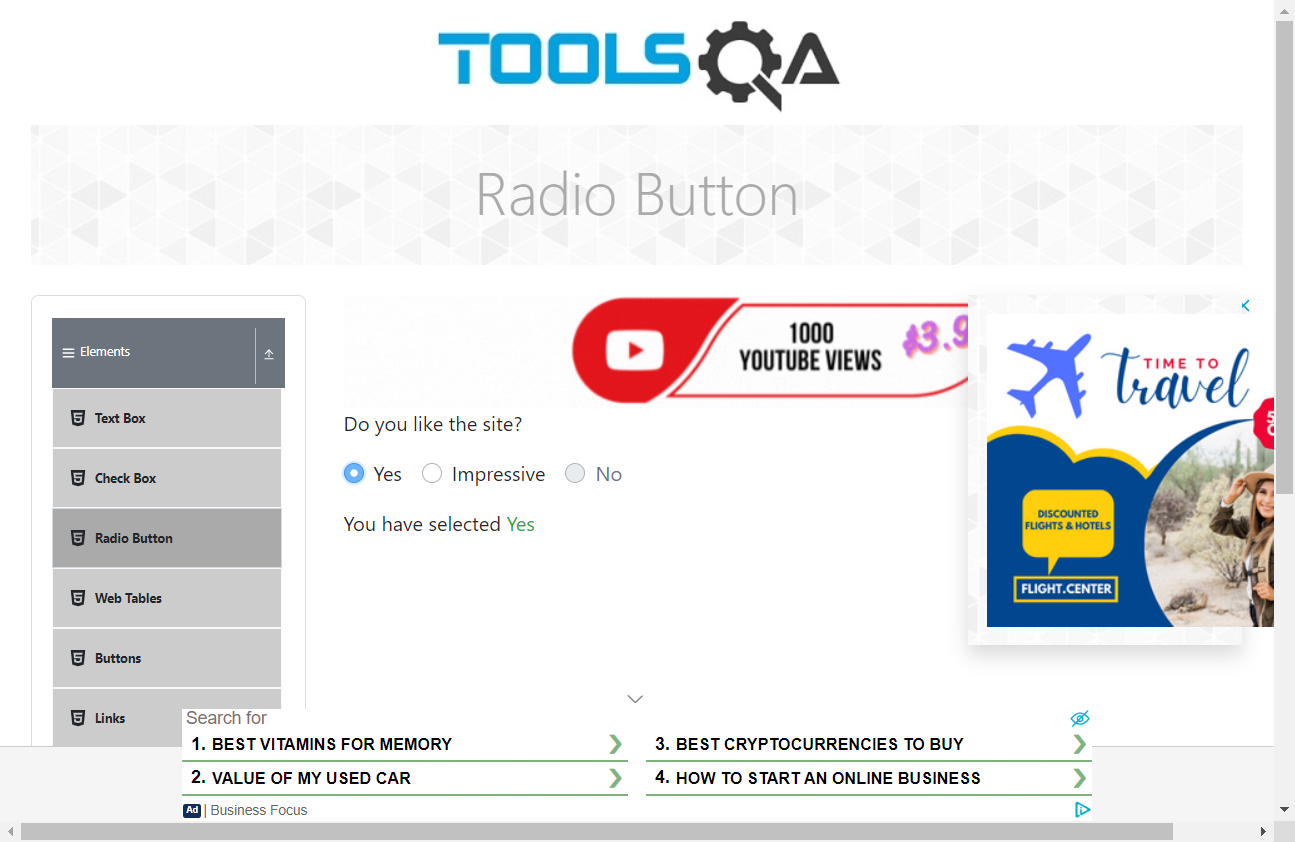 TOOLSQA
Radio Button
Elements
Text Box
Check Box
Radio Button
Web Tables
Buttons
Links
1000
YOUTUBE VIEWS
$3.9
Do you like the site?
Yes
Impressive
No
You have selected Yes
TIME TO
travel
DISCOUNTED
FLIGHTS & HOTELS
FLIGHT.CENTER
Search for
1. BEST VITAMINS FOR MEMORY
2. VALUE OF MY USED CAR
3. BEST CRYPTOCURRENCIES TO BUY
4. HOW TO START AN ONLINE BUSINESS
Ad | Business Focus